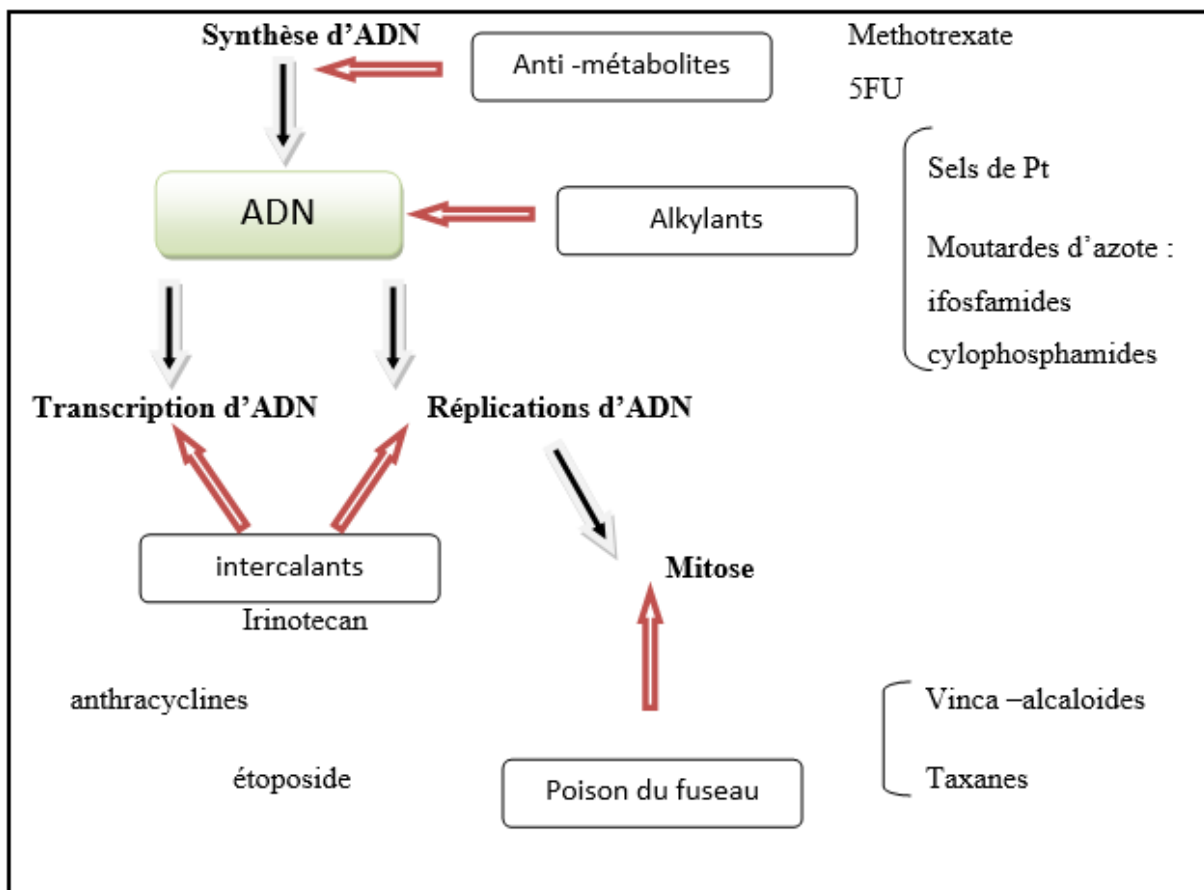 Synthèse d’ADN
Anti -métabolites
Methotrexate
5FU
ADN
Alkylants
Sels de Pt
Moutardes d’azote :
ifosfamides
cylophosphamides
Transcription d’ADN
Réplications d’ADN
intercalants
Mitose
Irinotecan
anthracyclines
Vinca –alcaloides
étoposide
Poison du fuseau
Taxanes